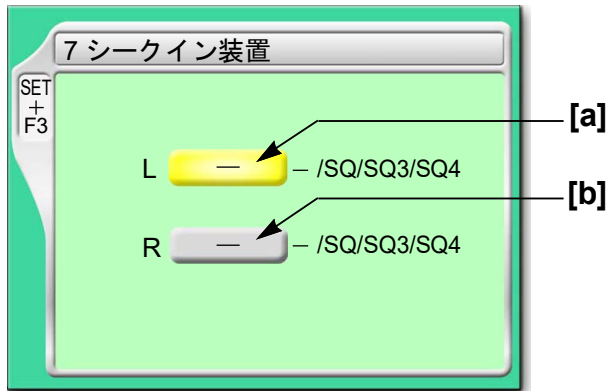 7 シークイン装置
SET
+
F3
[a]
L — – /SQ/SQ3/SQ4
[b]
R — – /SQ/SQ3/SQ4